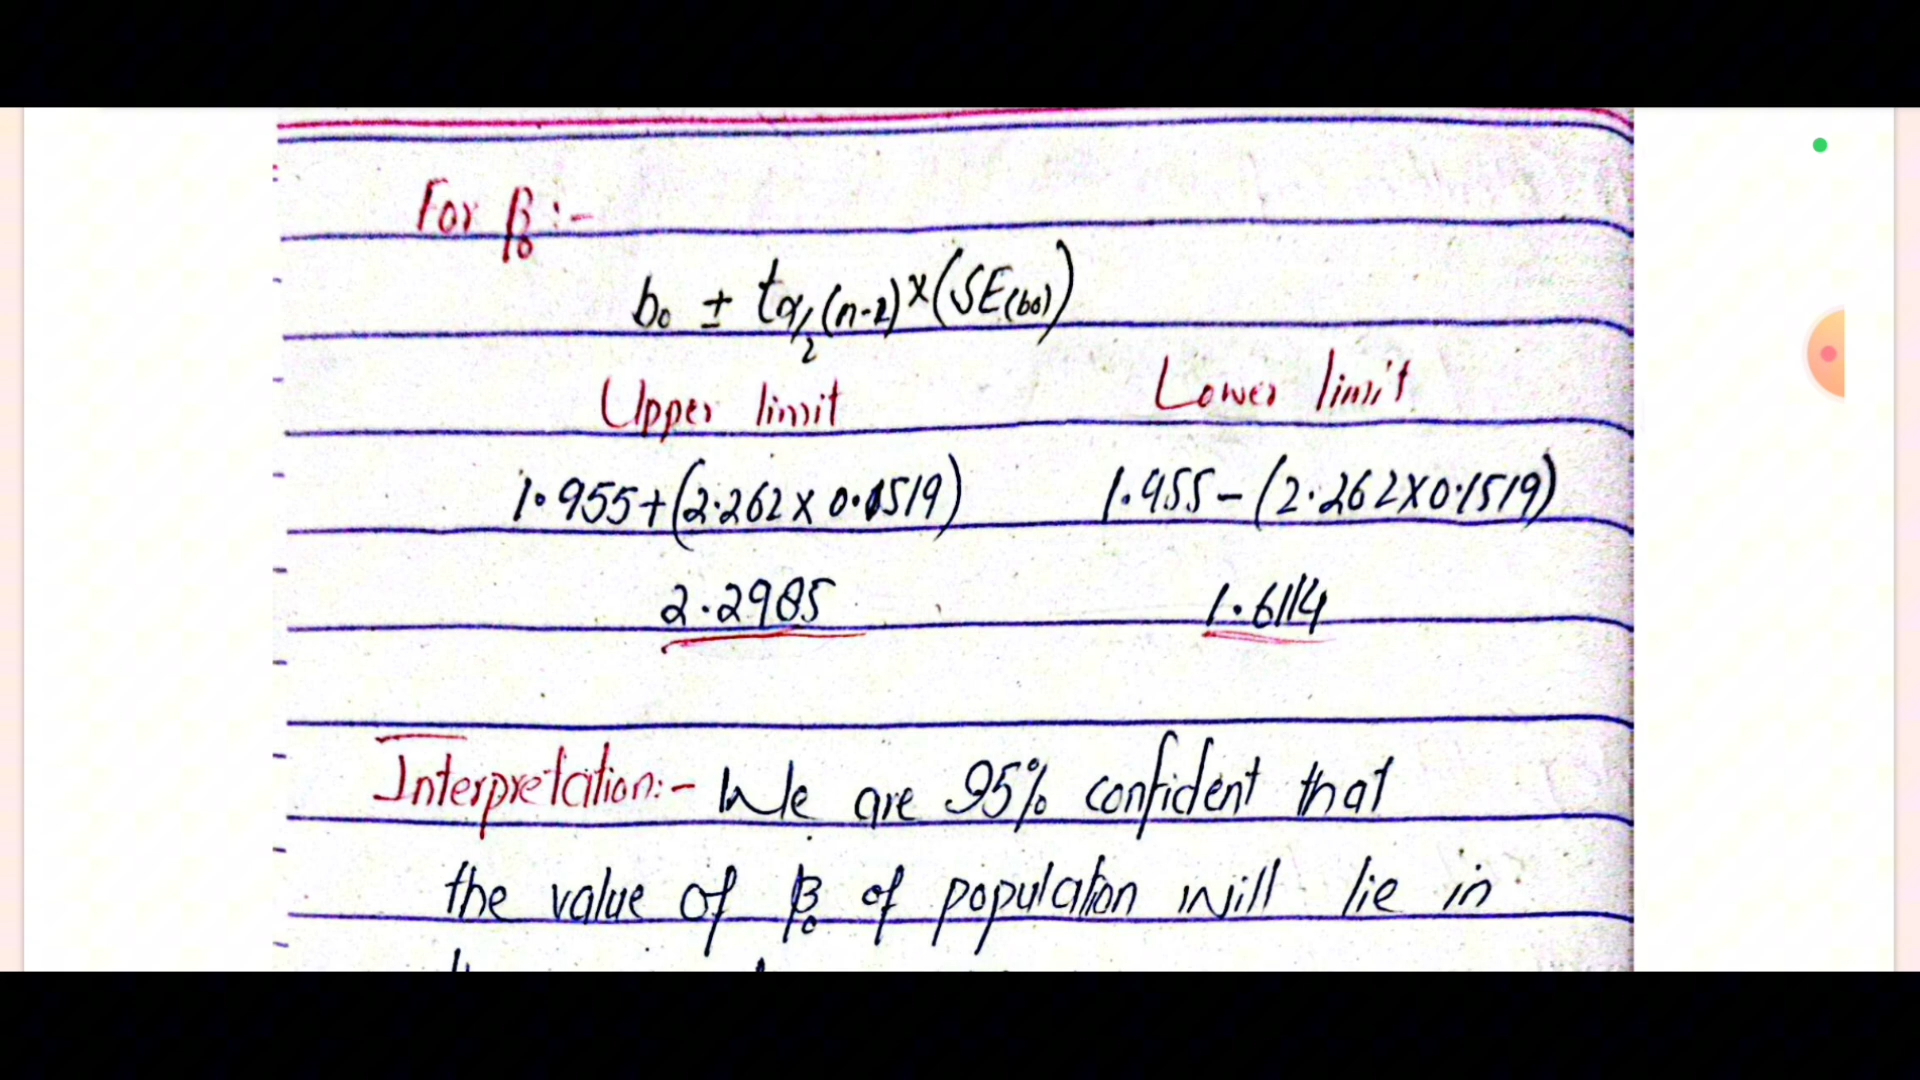 For β₀:-
b₀ ± tα/2 (n-2) × (SE(b₀))
Upper limit Lower limit
1.955+(2.262 x 0.1519) 1.955-(2.262x0.1519)
2.2985 1.6114
Interpretation:- We are 95% confident that
the value of β₀ of population will lie in